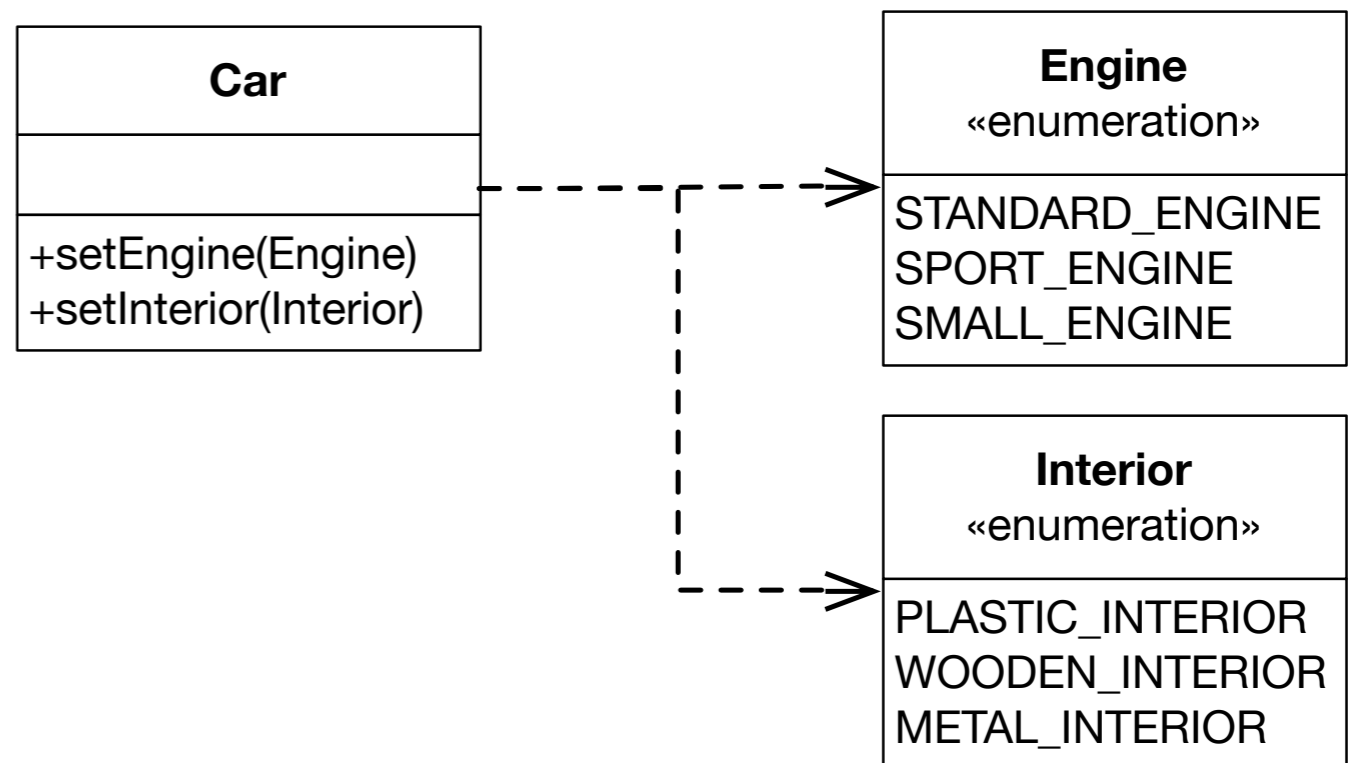 Car
+setEngine(Engine)
+setInterior(Interior)
Engine
«enumeration»
STANDARD_ENGINE
SPORT_ENGINE
SMALL_ENGINE
Interior
«enumeration»
PLASTIC_INTERIOR
WOODEN_INTERIOR
METAL_INTERIOR